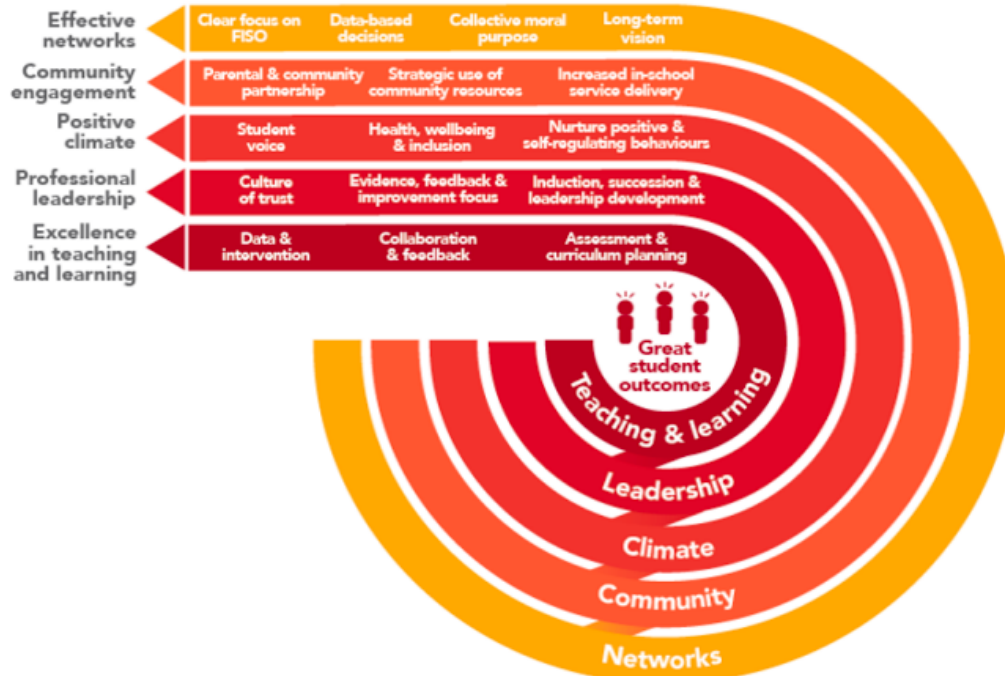 Effective
networks
Clear focus on
FISO
Data-based
decisions
Collective moral
purpose
Long-term
vision
Community
engagement
Parental & community
partnership
Strategic use of
community resources
Increased in-school
service delivery
Positive
climate
Student
voice
Health, wellbeing
& inclusion
Nurture positive &
self-regulating behaviours
Professional
leadership
Culture
of trust
Evidence, feedback &
improvement focus
Induction, succession &
leadership development
Excellence
in teaching
and learning
Data &
intervention
Collaboration
& feedback
Assessment &
curriculum planning
Great
student
outcomes
Teaching & learning
Leadership
Climate
Community
Networks